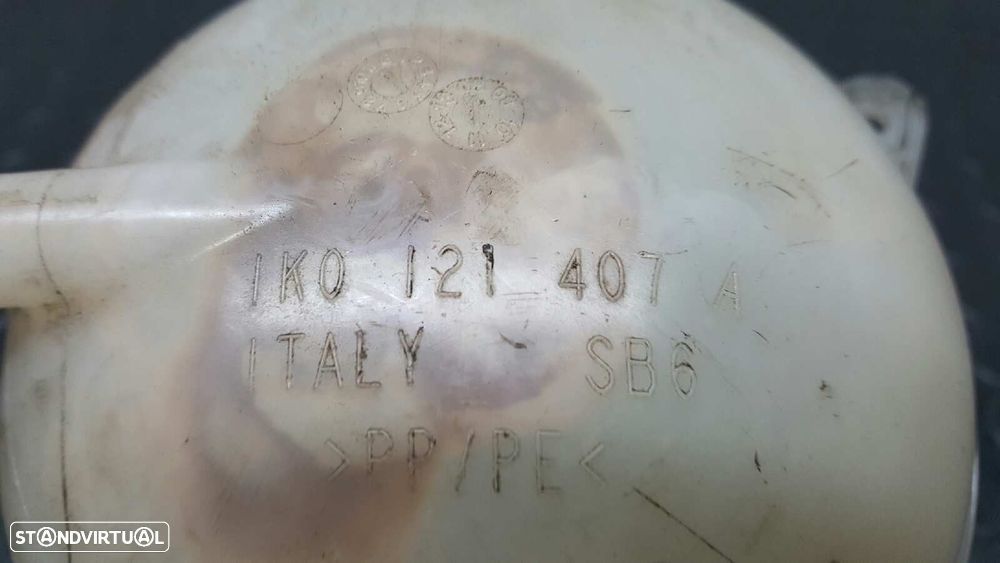 1K0 121 407 A
ITALY - SB6
>PP/PE<
STANDVIRTUAL